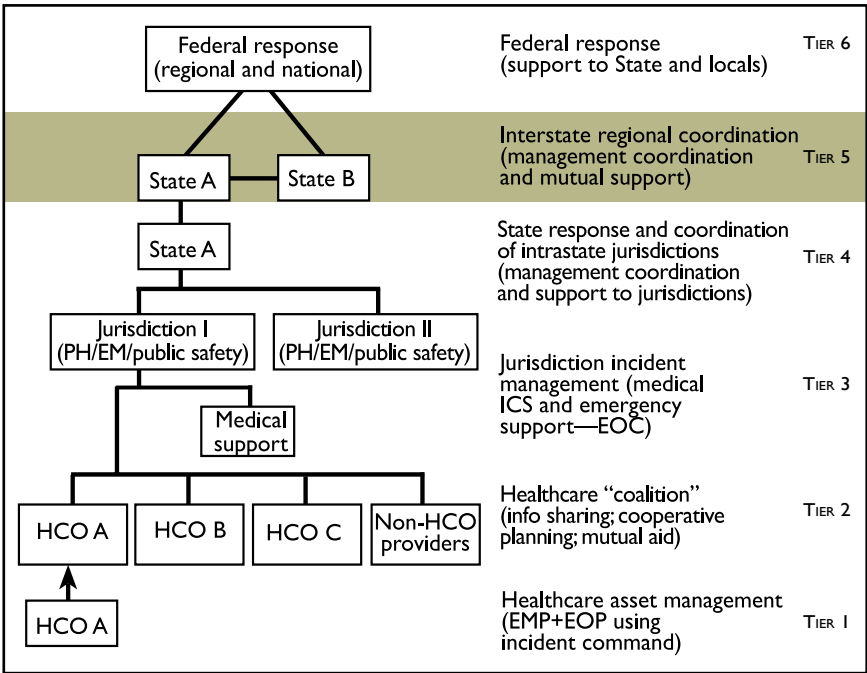 Federal response
(regional and national)
Federal response
(support to State and locals)
TIER 6
State A
State B
Interstate regional coordination
(management coordination
and mutual support)
TIER 5
State A
State response and coordination
of intrastate jurisdictions
(management coordination
and support to jurisdictions)
TIER 4
Jurisdiction I
(PH/EM/public safety)
Jurisdiction II
(PH/EM/public safety)
Medical
support
Jurisdiction incident
management (medical
ICS and emergency
support—EOC)
TIER 3
HCO A
HCO B
HCO C
Non-HCO
providers
Healthcare “coalition”
(info sharing; cooperative
planning; mutual aid)
TIER 2
HCO A
Healthcare asset management
(EMP+EOP using
incident command)
TIER 1